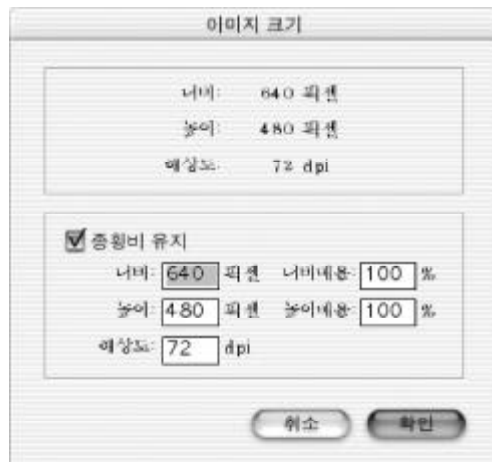 이미지 크기
너비: 640 픽셀
높이: 480 픽셀
해상도: 72 dpi
종횡비 유지
너비: 640 픽셀 너비비율: 100 %
높이: 480 픽셀 높이비율: 100 %
해상도: 72 dpi
취소 확인